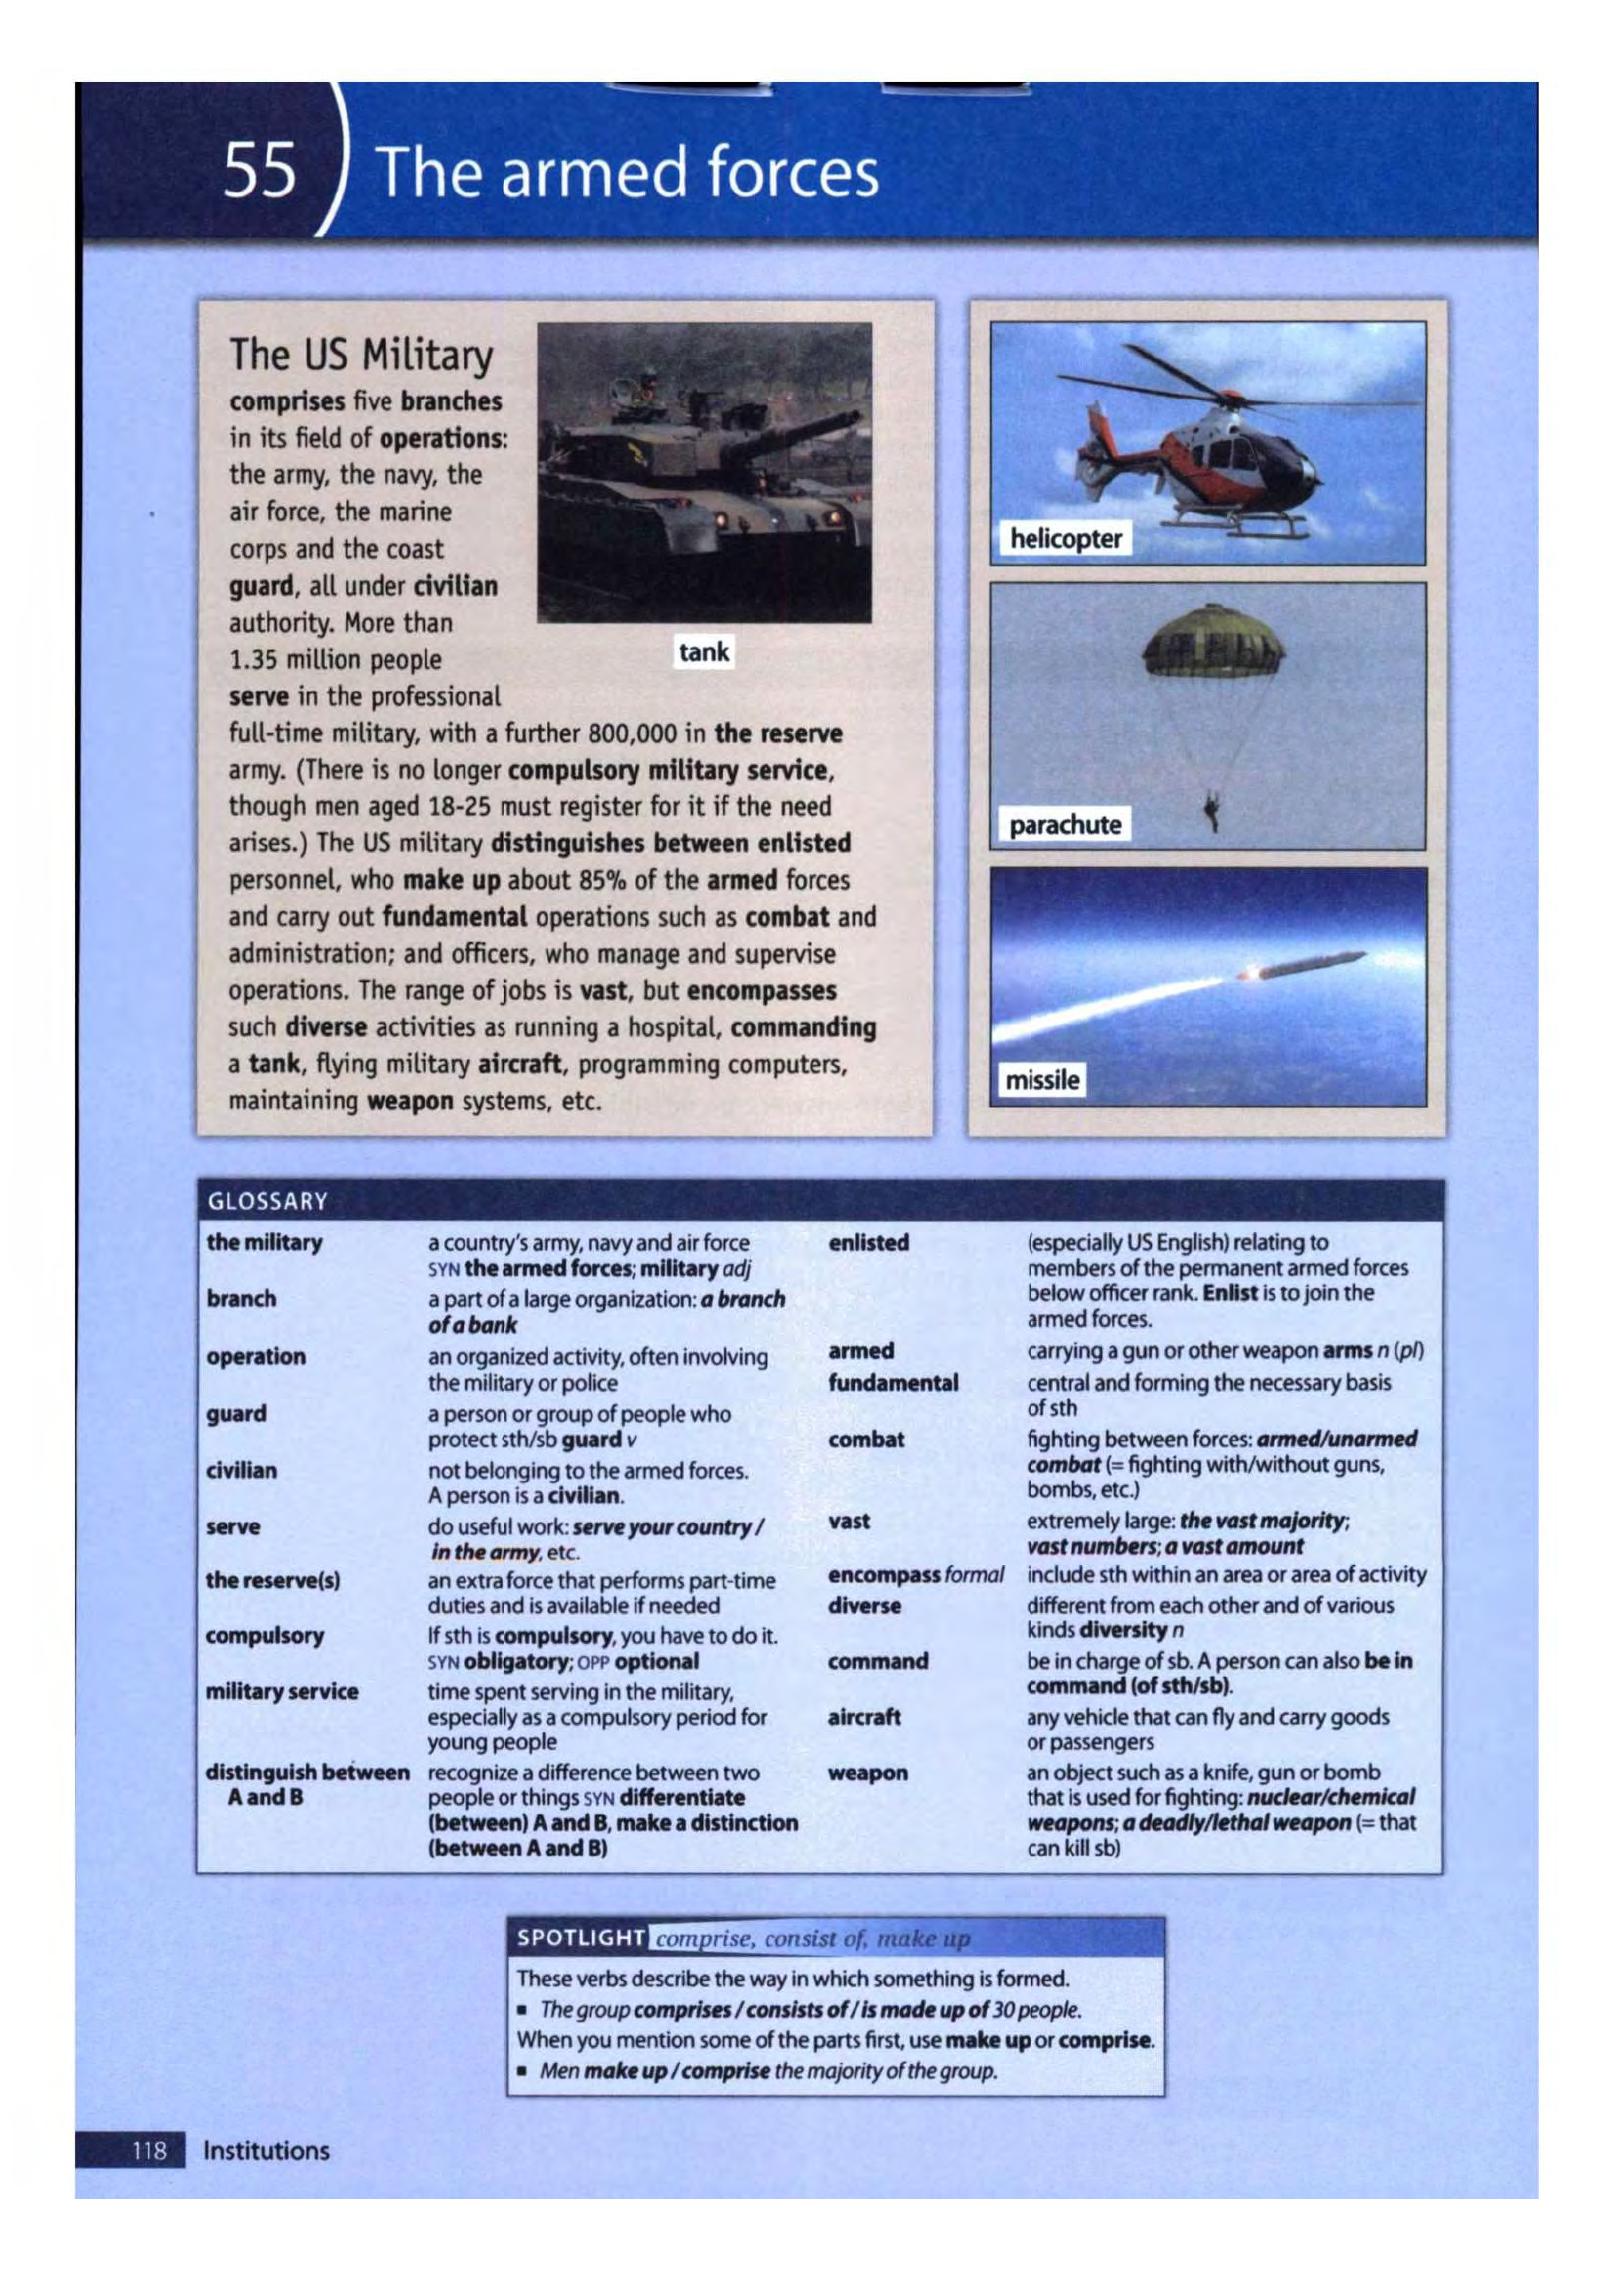 55
The armed forces
The US Military
comprises five branches
in its field of operations:
the army, the navy, the
air force, the marine
corps and the coast
guard, all under civilian
authority. More than
1.35 million people
serve in the professional
full-time military, with a further 800,000 in the reserve
army. (There is no longer compulsory military service,
though men aged 18-25 must register for it if the need
arises.) The US military distinguishes between enlisted
personnel, who make up about 85% of the armed forces
and carry out fundamental operations such as combat and
administration; and officers, who manage and supervise
operations. The range of jobs is vast, but encompasses
such diverse activities as running a hospital, commanding
a tank, flying military aircraft, programming computers,
maintaining weapon systems, etc.
tank
helicopter
parachute
missile
GLOSSARY
the military a country's army, navy and air force
SYN the armed forces; military adj
branch a part of a large organization: a branch
of a bank
operation an organized activity, often involving
the military or police
guard a person or group of people who
protect sth/sb guard v
civilian not belonging to the armed forces.
A person is a civilian.
serve do useful work: serve your country /
in the army, etc.
the reserve(s) an extra force that performs part-time
duties and is available if needed
compulsory If sth is compulsory, you have to do it.
SYN obligatory; OPP optional
military service time spent serving in the military,
especially as a compulsory period for
young people
distinguish between recognize a difference between two
A and B people or things SYN differentiate
(between) A and B, make a distinction
(between A and B)
enlisted (especially US English) relating to
members of the permanent armed forces
below officer rank. Enlist is to join the
armed forces.
armed carrying a gun or other weapon arms n (pl)
fundamental central and forming the necessary basis
of sth
combat fighting between forces: armed/unarmed
combat (= fighting with/without guns,
bombs, etc.)
vast extremely large: the vast majority;
vast numbers; a vast amount
encompass formal include sth within an area or area of activity
diverse different from each other and of various
kinds diversity n
command be in charge of sb. A person can also be in
command (of sth/sb).
aircraft any vehicle that can fly and carry goods
or passengers
weapon an object such as a knife, gun or bomb
that is used for fighting: nuclear/chemical
weapons; a deadly/lethal weapon (= that
can kill sb)
SPOTLIGHT comprise, consist of, make up
These verbs describe the way in which something is formed.
▪ The group comprises / consists of / is made up of 30 people.
When you mention some of the parts first, use make up or comprise.
▪ Men make up / comprise the majority of the group.
118 Institutions